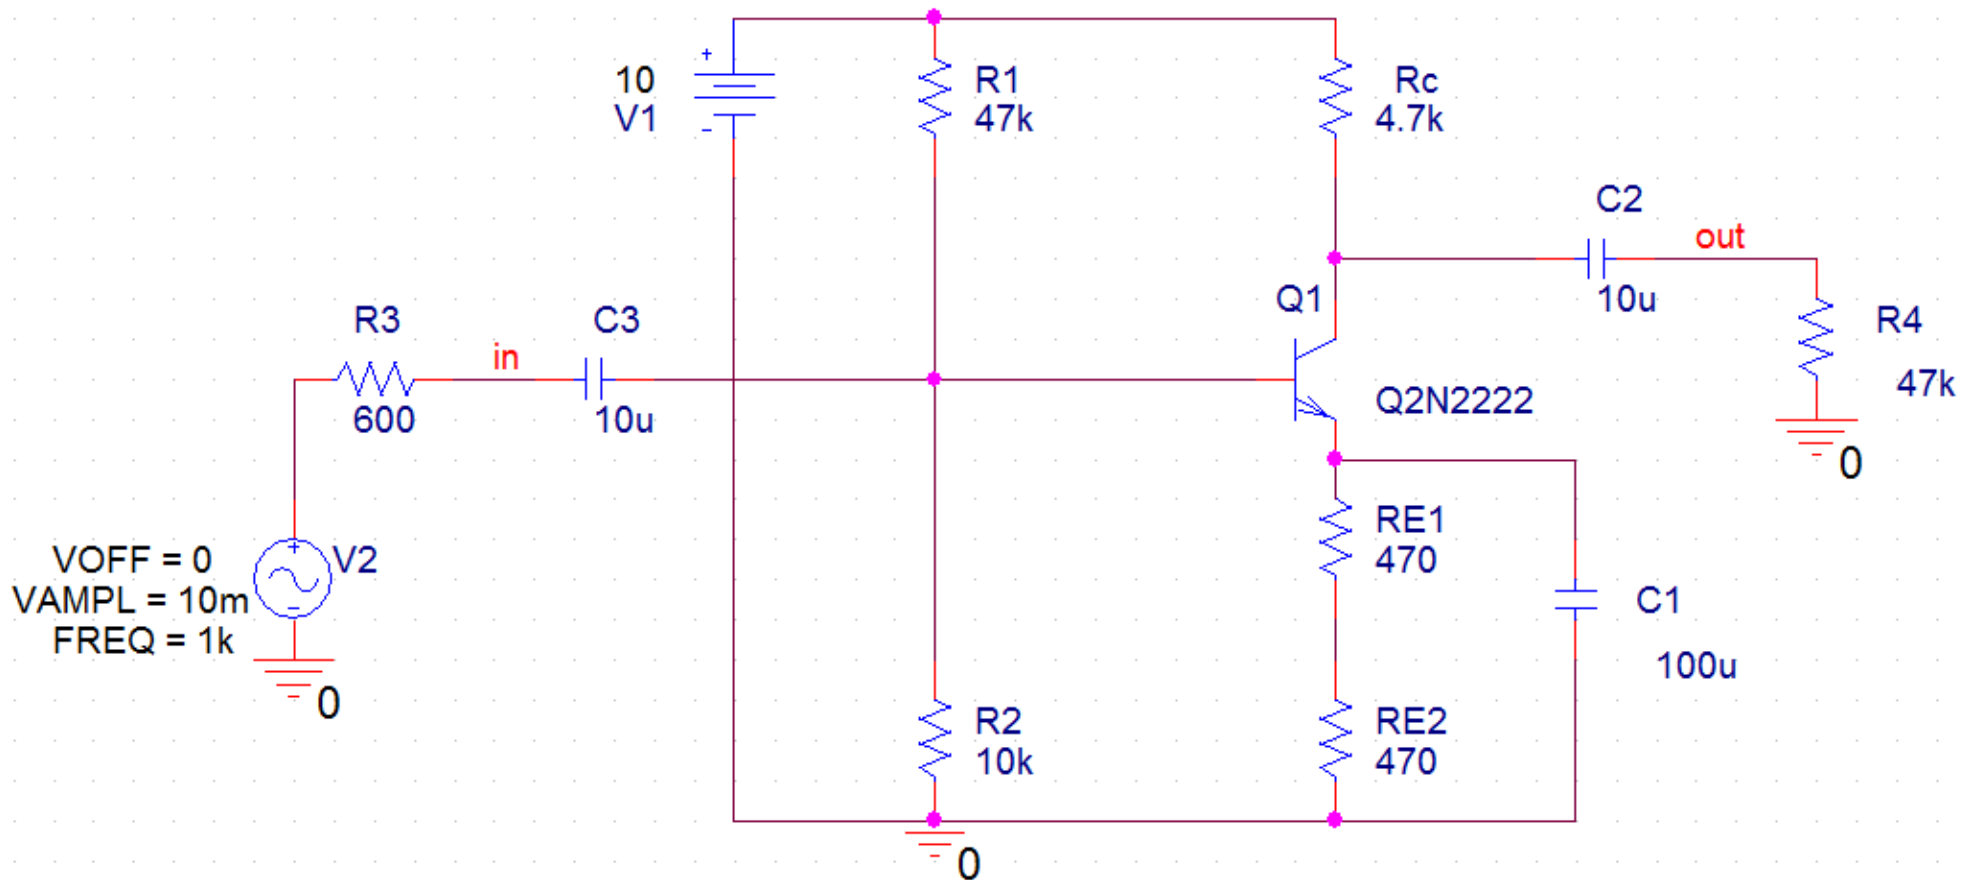 10
V1
R1
47k
Rc
4.7k
C2
10u
out
R4
47k
0
R3
600
in
C3
10u
Q1
Q2N2222
VOFF = 0
VAMPL = 10m
FREQ = 1k
V2
0
RE1
470
C1
100u
R2
10k
RE2
470
0